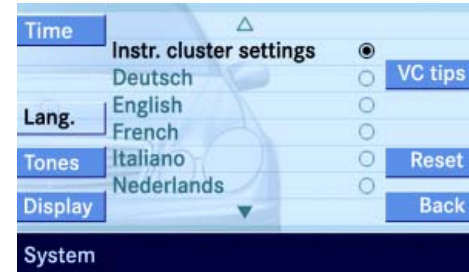 Time
Instr. cluster settings
Deutsch
VC tips
English
Lang.
French
Tones
Italiano
Reset
Nederlands
Display
Back
System